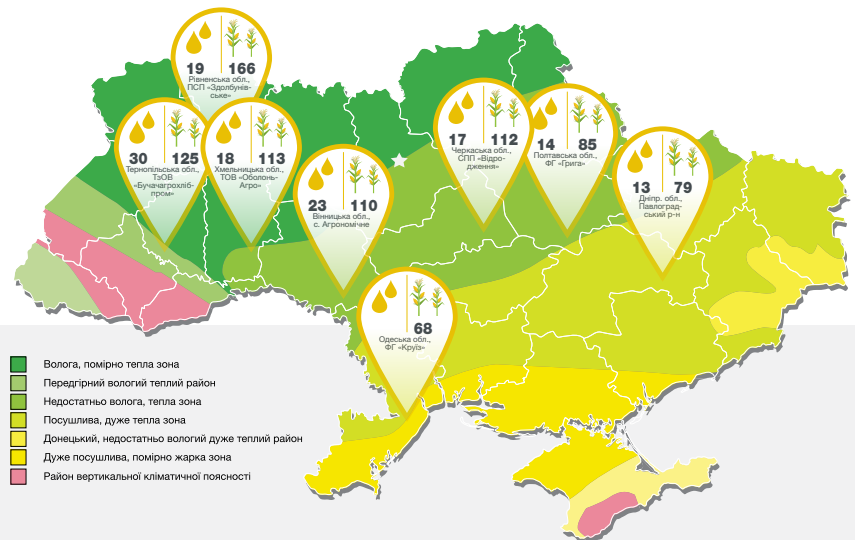 19 166
Рівненська обл.,
ПСП «Здолбунів-
ське»
30 125
Тернопільська обл.,
ТзОВ
«Бучачагрохліб-
пром»
18 113
Хмельницька обл.,
ТОВ «Оболонь-
Агро»
23 110
Вінницька обл.,
с. Агрономічне
17 112
Черкаська обл.,
СПП «Відро-
дження»
14 85
Полтавська обл.,
ФГ «Грига»
13 79
Дніпр. обл.,
Павлоград-
ський р-н
68
Одеська обл.,
ФГ «Круїз»
Волога, помірно тепла зона
Передгірний вологий теплий район
Недостатньо волога, тепла зона
Посушлива, дуже тепла зона
Донецький, недостатньо вологий дуже теплий район
Дуже посушлива, помірно жарка зона
Район вертикальної кліматичної поясності